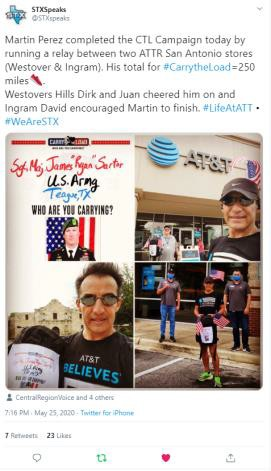 STXSpeaks
@STXspeaks
Martin Perez completed the CTL Campaign today by
running a relay between two ATTR San Antonio stores
(Westover & Ingram). His total for #CarrytheLoad=250
miles
Westovers Hills Dirk and Juan cheered him on and
Ingram David encouraged Martin to finish. #LifeAtATT •
#WeAreSTX
CARRY THE LOAD
Sgt. Maj. James "Ryan" Sartor
U.S. Army
Teague, TX
WHO ARE YOU CARRYING?
AT&T
AT&T
BELIEVES
CentralRegionVoice and 4 others
7:16 PM · May 25, 2020 · Twitter for iPhone
7 Retweets 23 Likes